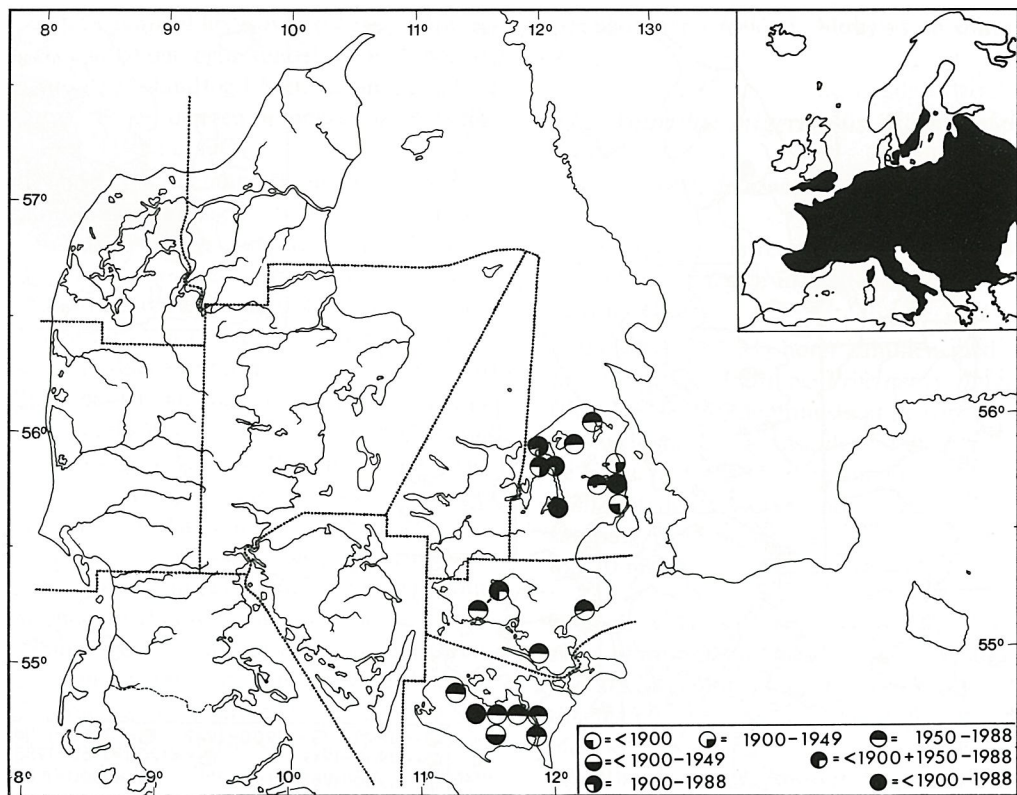 8° 9° 10° 11° 12° 13°
57°
56° 56°
55° 55°
8° 9° 10° 11° 12°
=<1900 = 1900-1949 = 1950-1988
=<1900-1949 =<1900+1950-1988
= 1900-1988 =<1900-1988